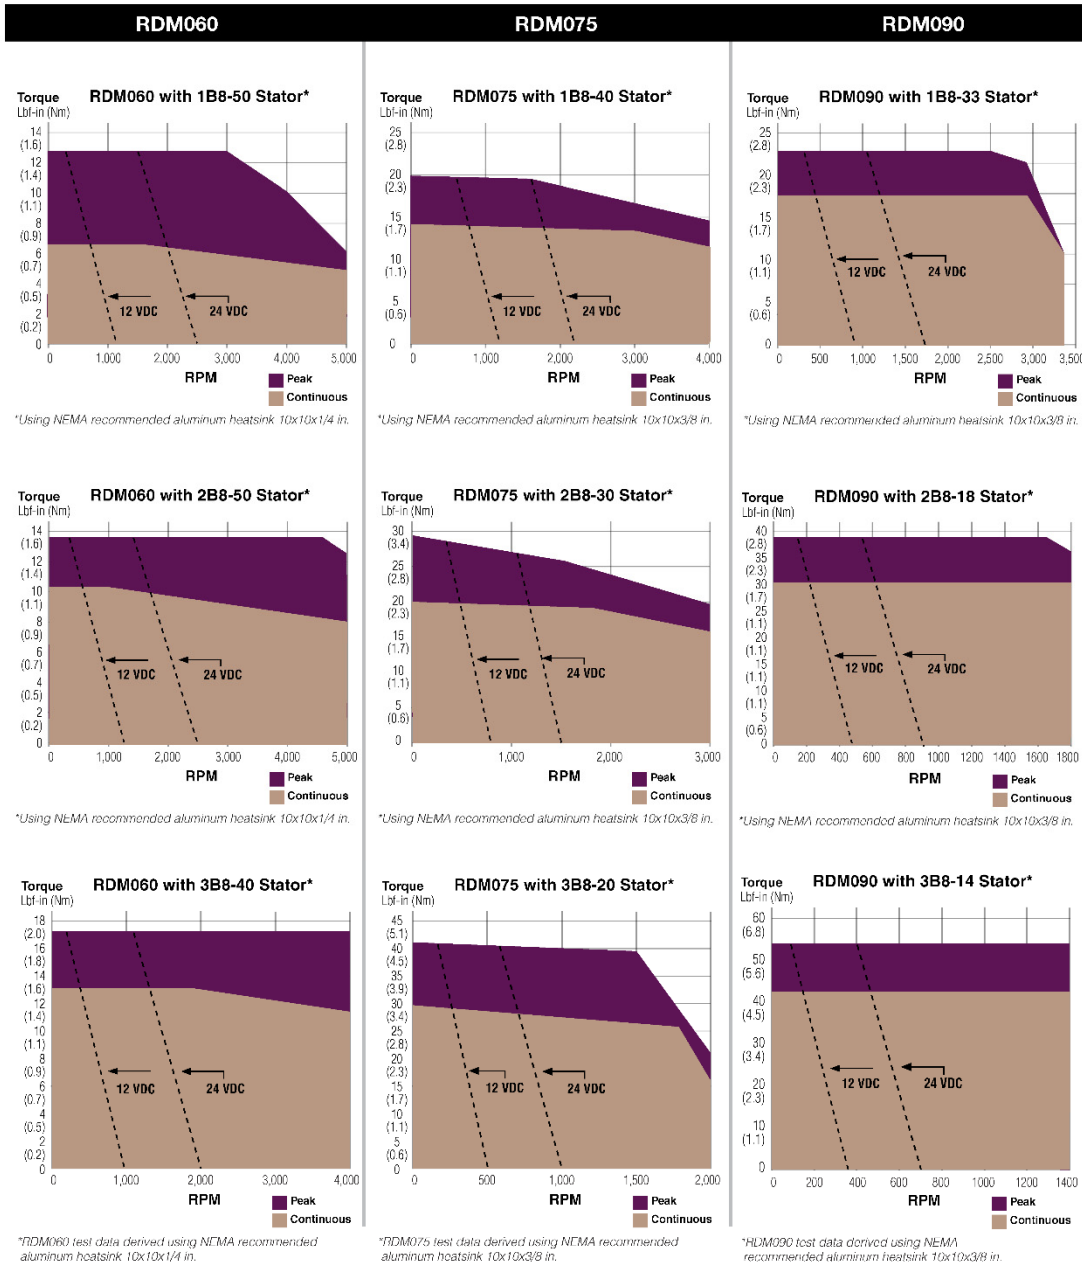 RDM060
RDM075
RDM090
Torque
Lbf-in (Nm)
RDM060 with 1B8-50 Stator*
14
(1.6)
12
(1.4)
10
(1.1)
8
(0.9)
6
(0.7)
4
(0.5)
2
(0.2)
0
12 VDC
24 VDC
0
1,000
2,000
3,000
4,000
5,000
RPM
Peak
Continuous
*Using NEMA recommended aluminum heatsink 10x10x1/4 in.
Torque
Lbf-in (Nm)
RDM075 with 1B8-40 Stator*
25
(2.8)
20
(2.3)
15
(1.7)
10
(1.1)
5
(0.6)
0
12 VDC
24 VDC
0
1,000
2,000
3,000
4,000
RPM
Peak
Continuous
*Using NEMA recommended aluminum heatsink 10x10x3/8 in.
Torque
Lbf-in (Nm)
RDM090 with 1B8-33 Stator*
25
(2.8)
20
(2.3)
15
(1.7)
10
(1.1)
5
(0.6)
0
12 VDC
24 VDC
0
500
1,000
1,500
2,000
2,500
3,000
3,500
RPM
Peak
Continuous
*Using NEMA recommended aluminum heatsink 10x10x3/8 in.
Torque
Lbf-in (Nm)
RDM060 with 2B8-50 Stator*
14
(1.6)
12
(1.4)
10
(1.1)
8
(0.9)
6
(0.7)
4
(0.5)
2
(0.2)
0
12 VDC
24 VDC
0
1,000
2,000
3,000
4,000
5,000
RPM
Peak
Continuous
*Using NEMA recommended aluminum heatsink 10x10x1/4 in.
Torque
Lbf-in (Nm)
RDM075 with 2B8-30 Stator*
30
(3.4)
25
(2.8)
20
(2.3)
15
(1.7)
10
(1.1)
5
(0.6)
0
12 VDC
24 VDC
0
1,000
2,000
3,000
RPM
Peak
Continuous
*Using NEMA recommended aluminum heatsink 10x10x3/8 in.
Torque
Lbf-in (Nm)
RDM090 with 2B8-18 Stator*
40
(2.8)
35
(2.3)
30
(1.7)
25
(1.1)
20
(1.1)
15
(1.1)
10
(1.1)
5
(0.6)
0
12 VDC
24 VDC
0
200
400
600
800
1000
1200
1400
1600
1800
RPM
Peak
Continuous
*Using NEMA recommended aluminum heatsink 10x10x3/8 in.
Torque
Lbf-in (Nm)
RDM060 with 3B8-40 Stator*
18
(2.0)
16
(1.8)
14
(1.6)
12
(1.4)
10
(1.1)
8
(0.9)
6
(0.7)
4
(0.5)
2
(0.2)
0
12 VDC
24 VDC
0
1,000
2,000
3,000
4,000
RPM
Peak
Continuous
*RDM060 test data derived using NEMA recommended
aluminum heatsink 10x10x1/4 in.
Torque
Lbf-in (Nm)
RDM075 with 3B8-20 Stator*
45
(5.1)
40
(4.5)
35
(3.9)
30
(3.4)
25
(2.8)
20
(2.3)
15
(1.7)
10
(1.1)
5
(0.6)
0
12 VDC
24 VDC
0
500
1,000
1,500
2,000
RPM
Peak
Continuous
*RDM075 test data derived using NEMA recommended
aluminum heatsink 10x10x3/8 in.
Torque
Lbf-in (Nm)
RDM090 with 3B8-14 Stator*
60
(6.8)
50
(5.6)
40
(4.5)
30
(3.4)
20
(2.3)
10
(1.1)
0
12 VDC
24 VDC
0
200
400
600
800
1000
1200
1400
RPM
Peak
Continuous
*RDM090 test data derived using NEMA
recommended aluminum heatsink 10x10x3/8 in.